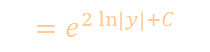 = e^{2 ln|y|+C}